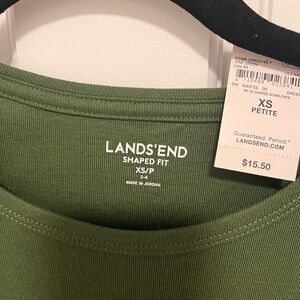 LANDS'END
SHAPED FIT
XS/P
2-4
MADE IN JORDAN
XS
PETITE
Guaranteed. Period.®
LANDSEND.COM
$15.50